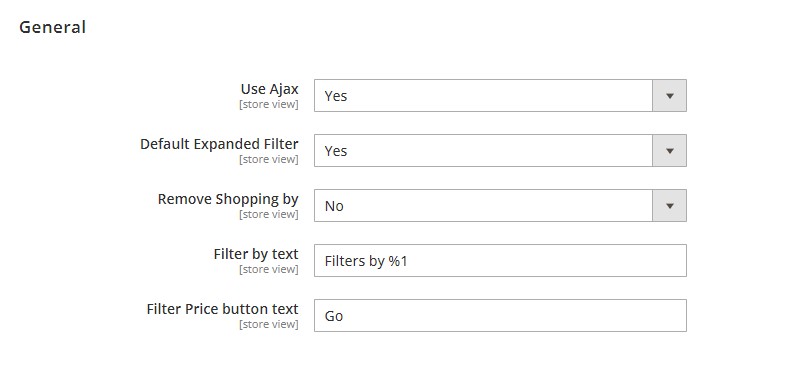 General
Use Ajax
[store view]
Yes
Default Expanded Filter
[store view]
Yes
Remove Shopping by
[store view]
No
Filter by text
[store view]
Filters by %1
Filter Price button text
[store view]
Go